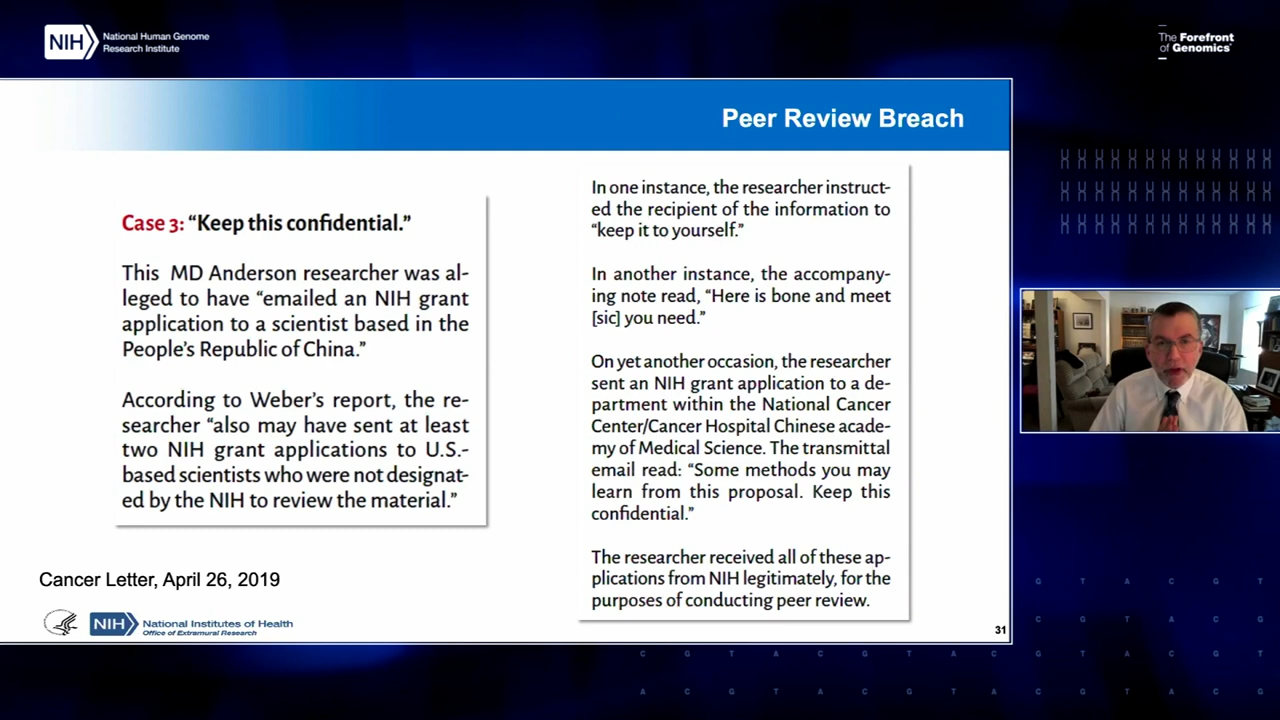 NIH
National Human Genome
Research Institute
The Forefront
of Genomics®
Peer Review Breach
Case 3: “Keep this confidential.”
This MD Anderson researcher was al-
leged to have “emailed an NIH grant
application to a scientist based in the
People’s Republic of China.”
According to Weber’s report, the re-
searcher “also may have sent at least
two NIH grant applications to U.S.-
based scientists who were not designat-
ed by the NIH to review the material.”
In one instance, the researcher instruct-
ed the recipient of the information to
“keep it to yourself.”
In another instance, the accompany-
ing note read, “Here is bone and meet
[sic] you need.”
On yet another occasion, the researcher
sent an NIH grant application to a de-
partment within the National Cancer
Center/Cancer Hospital Chinese acade-
my of Medical Science. The transmittal
email read: “Some methods you may
learn from this proposal. Keep this
confidential.”
The researcher received all of these ap-
plications from NIH legitimately, for the
purposes of conducting peer review.
Cancer Letter, April 26, 2019
NIH
National Institutes of Health
Office of Extramural Research
31
G T A C G T
C G T A C G
C G T A C G T A C G T A C G T
A C G T A C G T A C G T A C G